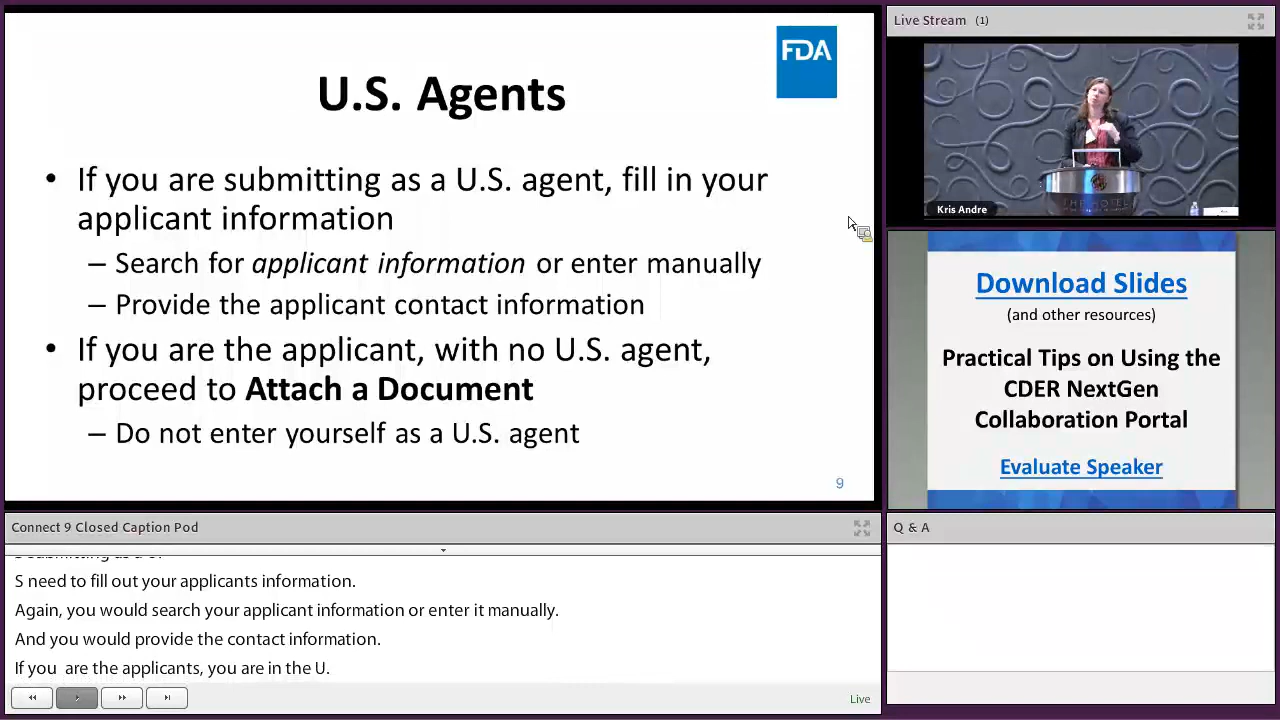 FDA
U.S. Agents
• If you are submitting as a U.S. agent, fill in your
applicant information
– Search for applicant information or enter manually
– Provide the applicant contact information
• If you are the applicant, with no U.S. agent,
proceed to Attach a Document
– Do not enter yourself as a U.S. agent
9
Live Stream (1)
THE HOTEL
Kris Andre
Download Slides
(and other resources)
Practical Tips on Using the
CDER NextGen
Collaboration Portal
Evaluate Speaker
Connect 9 Closed Caption Pod
S need to fill out your applicants information.
Again, you would search your applicant information or enter it manually.
And you would provide the contact information.
If you are the applicants, you are in the U.
Live
Q & A